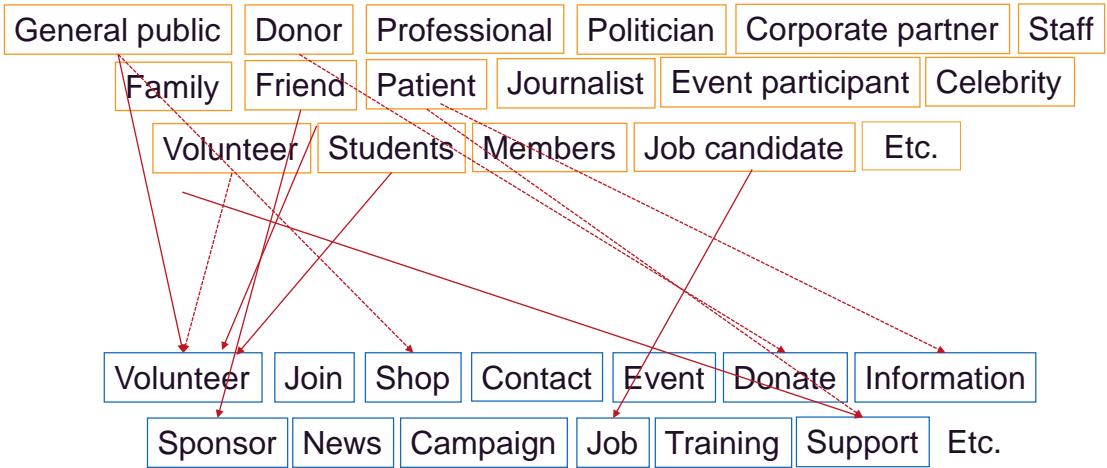 General public Donor Professional Politician Corporate partner Staff
Family Friend Patient Journalist Event participant Celebrity
Volunteer Students Members Job candidate Etc.
Volunteer Join Shop Contact Event Donate Information
Sponsor News Campaign Job Training Support Etc.